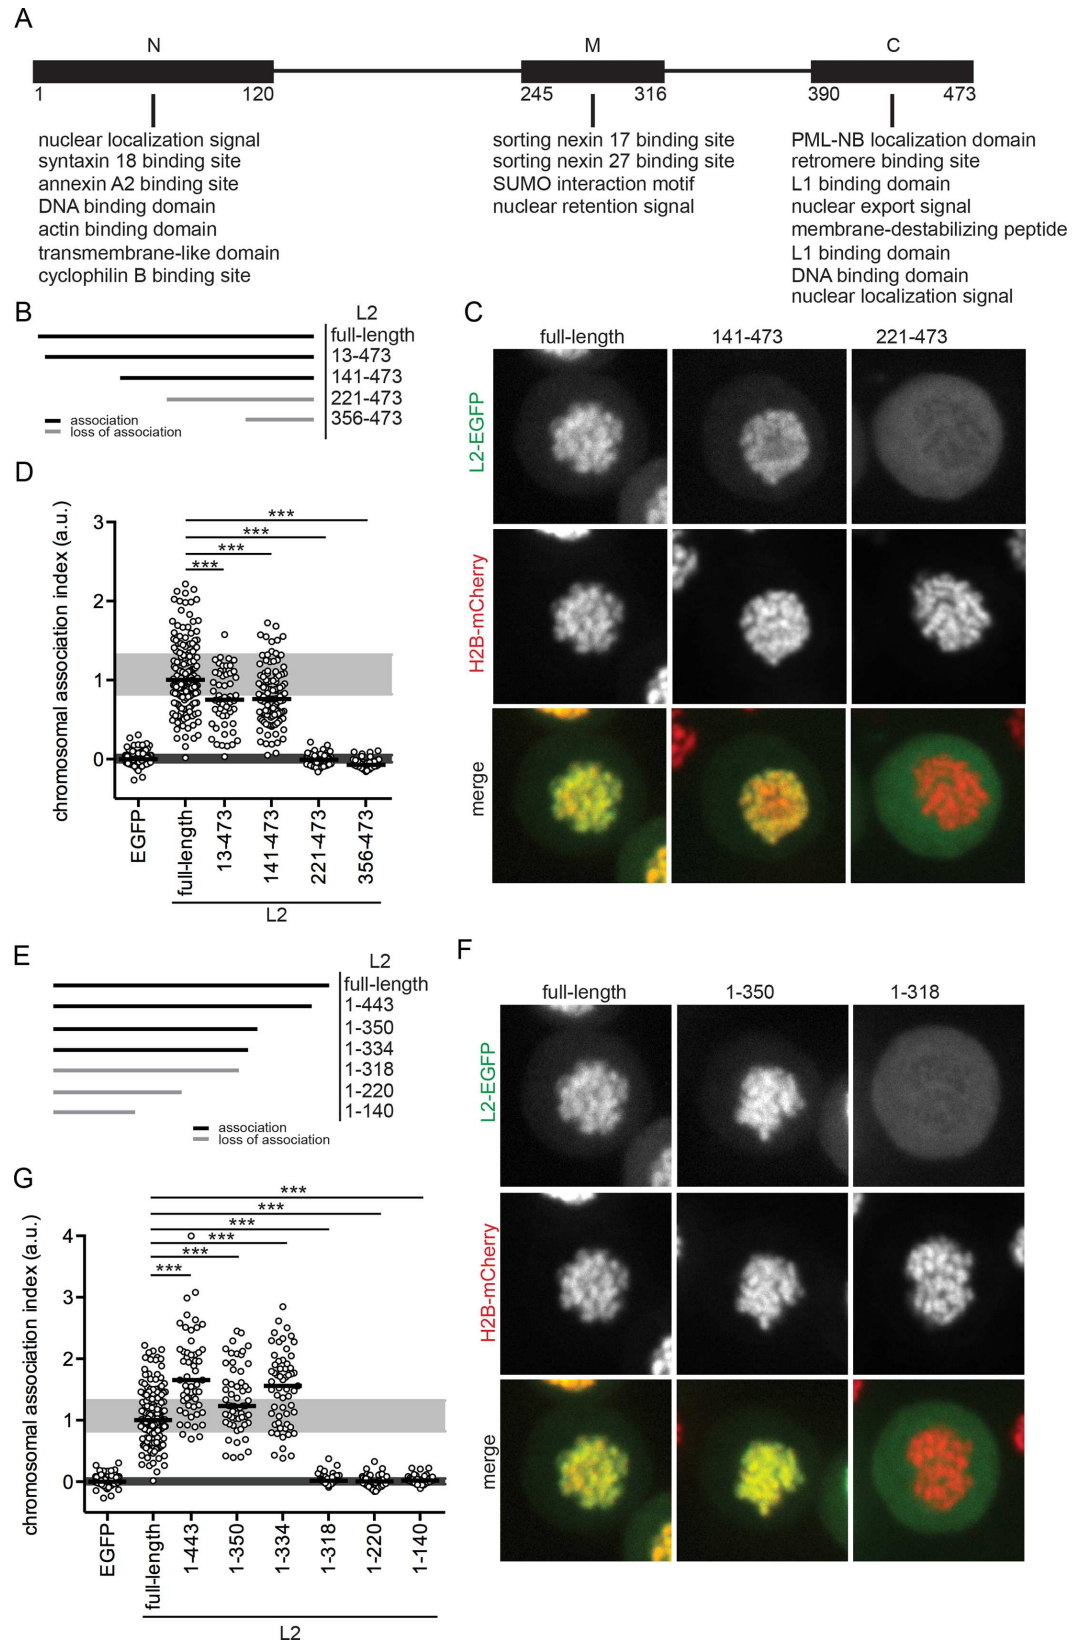 A
N M C
1 120 245 316 390 473
nuclear localization signal
syntaxin 18 binding site
annexin A2 binding site
DNA binding domain
actin binding domain
transmembrane-like domain
cyclophilin B binding site
sorting nexin 17 binding site
sorting nexin 27 binding site
SUMO interaction motif
nuclear retention signal
PML-NB localization domain
retromere binding site
L1 binding domain
nuclear export signal
membrane-destabilizing peptide
L1 binding domain
DNA binding domain
nuclear localization signal
B
L2
full-length
13-473
141-473
221-473
356-473
association
loss of association
C
full-length 141-473 221-473
L2-EGFP
H2B-mCherry
merge
D
chromosomal association index (a.u.)
3
2
1
0
***
***
***
***
EGFP
full-length
13-473
141-473
221-473
356-473
L2
E
L2
full-length
1-443
1-350
1-334
1-318
1-220
1-140
association
loss of association
F
full-length 1-350 1-318
L2-EGFP
H2B-mCherry
merge
G
chromosomal association index (a.u.)
4
3
2
1
0
***
***
***
***
***
***
EGFP
full-length
1-443
1-350
1-334
1-318
1-220
1-140
L2